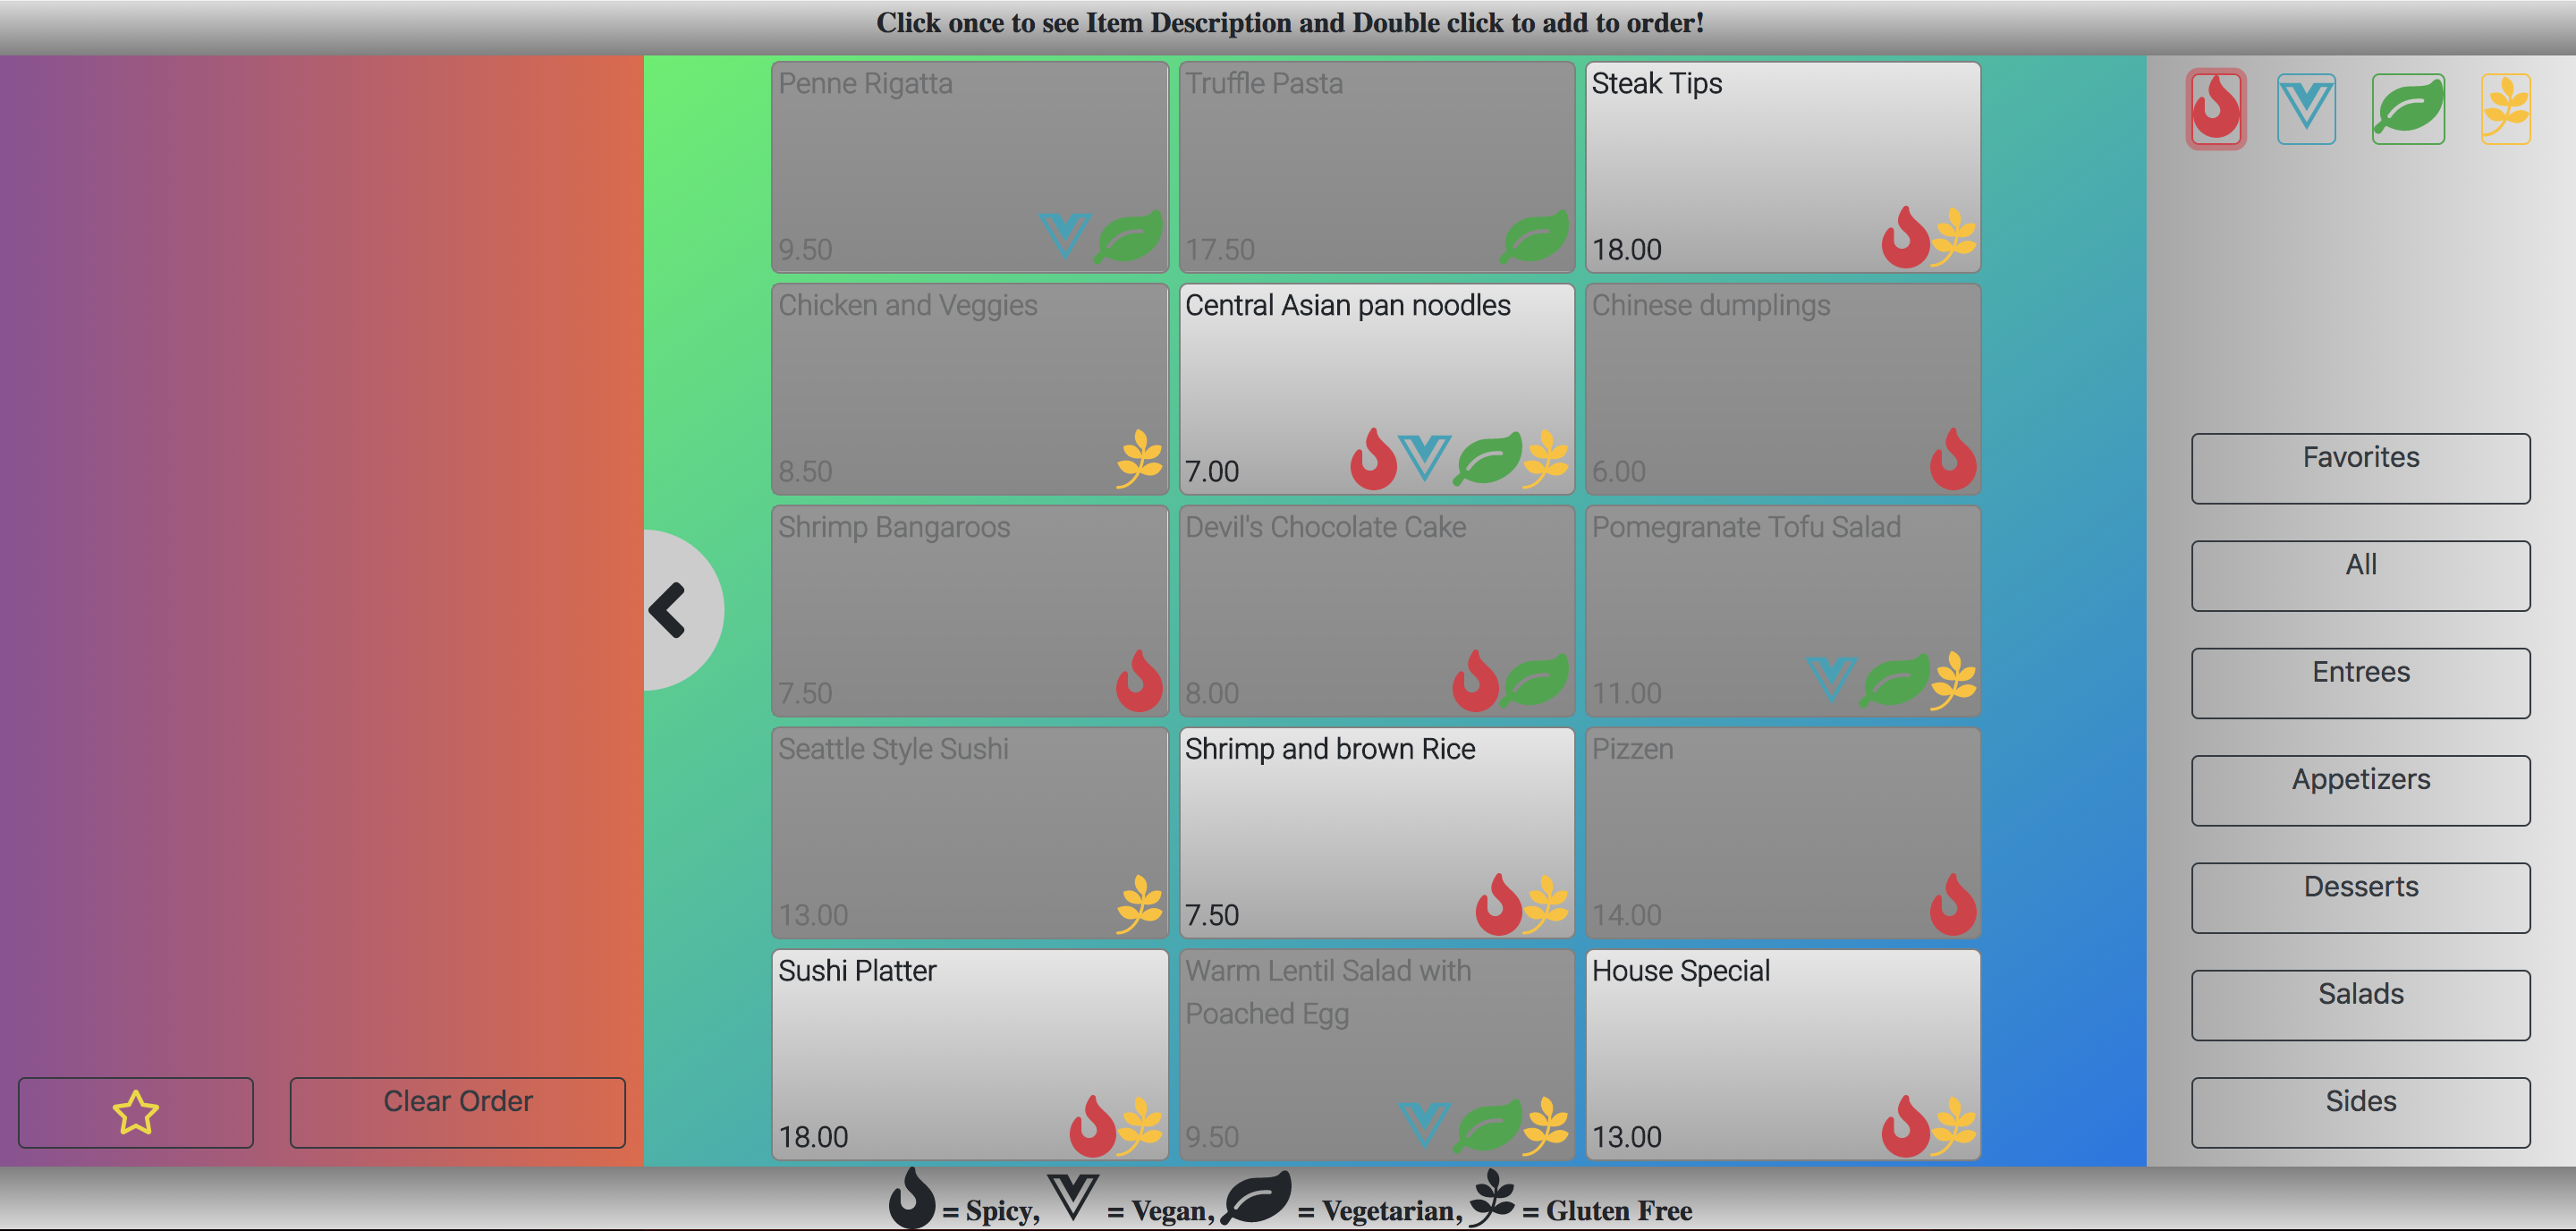 Click once to see Item Description and Double click to add to order!
Penne Rigatta
9.50
Truffle Pasta
17.50
Steak Tips
18.00
Chicken and Veggies
8.50
Central Asian pan noodles
7.00
Chinese dumplings
6.00
Shrimp Bangaroos
7.50
Devil's Chocolate Cake
8.00
Pomegranate Tofu Salad
11.00
Seattle Style Sushi
13.00
Shrimp and brown Rice
7.50
Pizzen
14.00
Sushi Platter
18.00
Warm Lentil Salad with
Poached Egg
9.50
House Special
13.00
Favorites
All
Entrees
Appetizers
Desserts
Salads
Sides
Clear Order
= Spicy, = Vegan, = Vegetarian, = Gluten Free